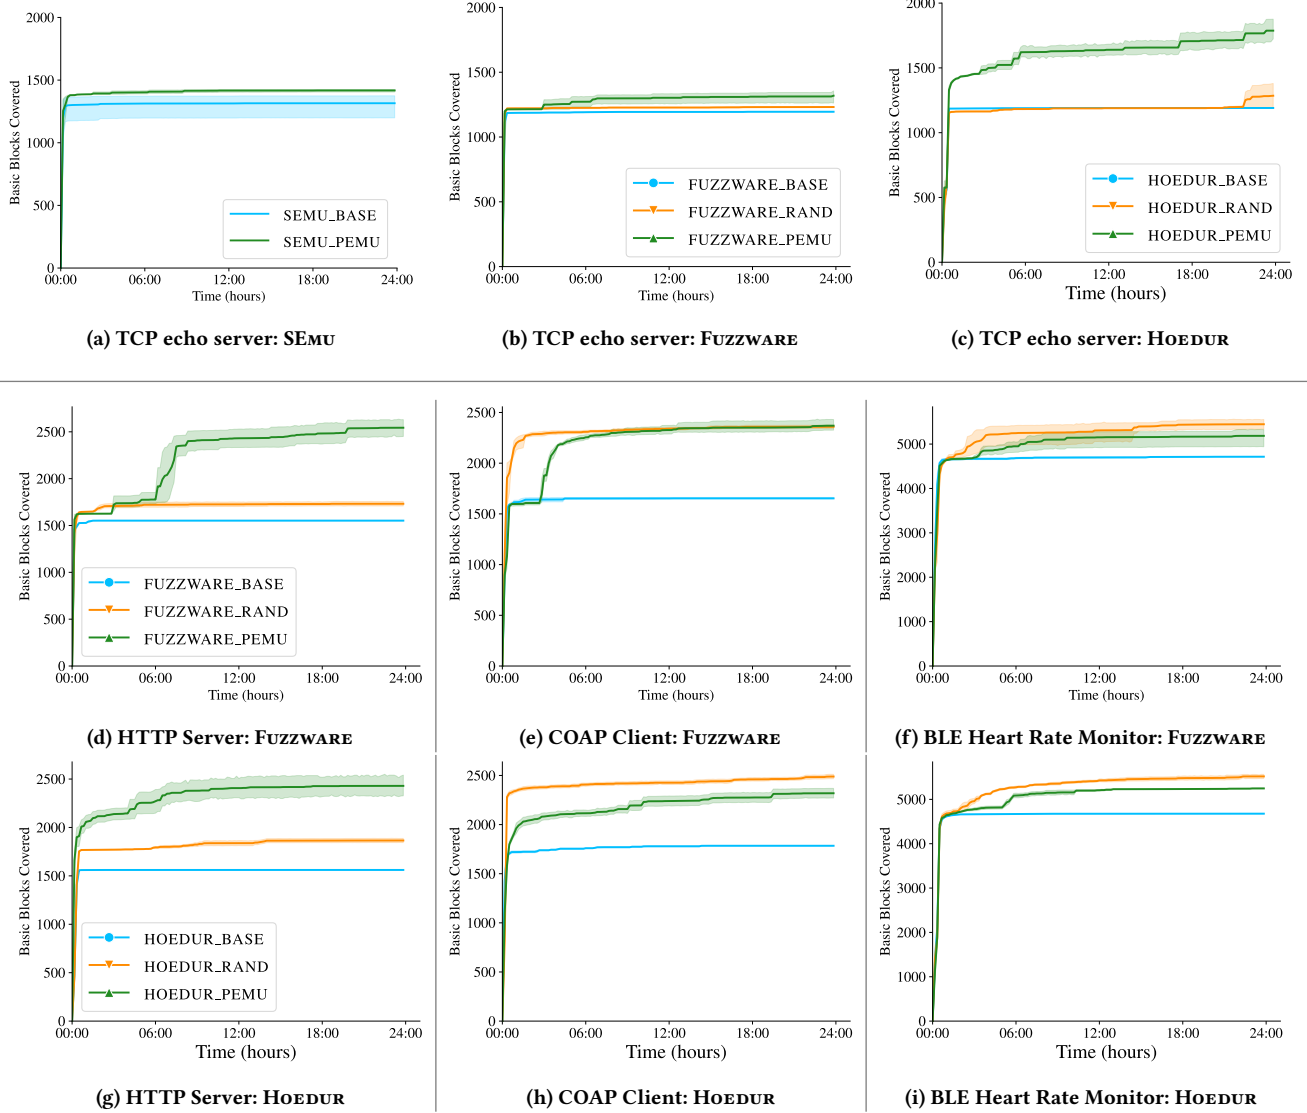 2000
1500
1000
500
0
Basic Blocks Covered
SEMU_BASE
SEMU_PEMU
00:00 06:00 12:00 18:00 24:00
Time (hours)
(a) TCP echo server: SEmu
2000
1500
1000
500
0
Basic Blocks Covered
FUZZWARE_BASE
FUZZWARE_RAND
FUZZWARE_PEMU
00:00 06:00 12:00 18:00 24:00
Time (hours)
(b) TCP echo server: Fuzzware
2000
1500
1000
500
0
Basic Blocks Covered
HOEDUR_BASE
HOEDUR_RAND
HOEDUR_PEMU
00:00 06:00 12:00 18:00 24:00
Time (hours)
(c) TCP echo server: Hoedur
2500
2000
1500
1000
500
0
Basic Blocks Covered
FUZZWARE_BASE
FUZZWARE_RAND
FUZZWARE_PEMU
00:00 06:00 12:00 18:00 24:00
Time (hours)
(d) HTTP Server: Fuzzware
2500
2000
1500
1000
500
0
Basic Blocks Covered
00:00 06:00 12:00 18:00 24:00
Time (hours)
(e) COAP Client: Fuzzware
5000
4000
3000
2000
1000
0
Basic Blocks Covered
00:00 06:00 12:00 18:00 24:00
Time (hours)
(f) BLE Heart Rate Monitor: Fuzzware
2500
2000
1500
1000
500
0
Basic Blocks Covered
HOEDUR_BASE
HOEDUR_RAND
HOEDUR_PEMU
00:00 06:00 12:00 18:00 24:00
Time (hours)
(g) HTTP Server: Hoedur
2500
2000
1500
1000
500
0
Basic Blocks Covered
00:00 06:00 12:00 18:00 24:00
Time (hours)
(h) COAP Client: Hoedur
5000
4000
3000
2000
1000
0
Basic Blocks Covered
00:00 06:00 12:00 18:00 24:00
Time (hours)
(i) BLE Heart Rate Monitor: Hoedur